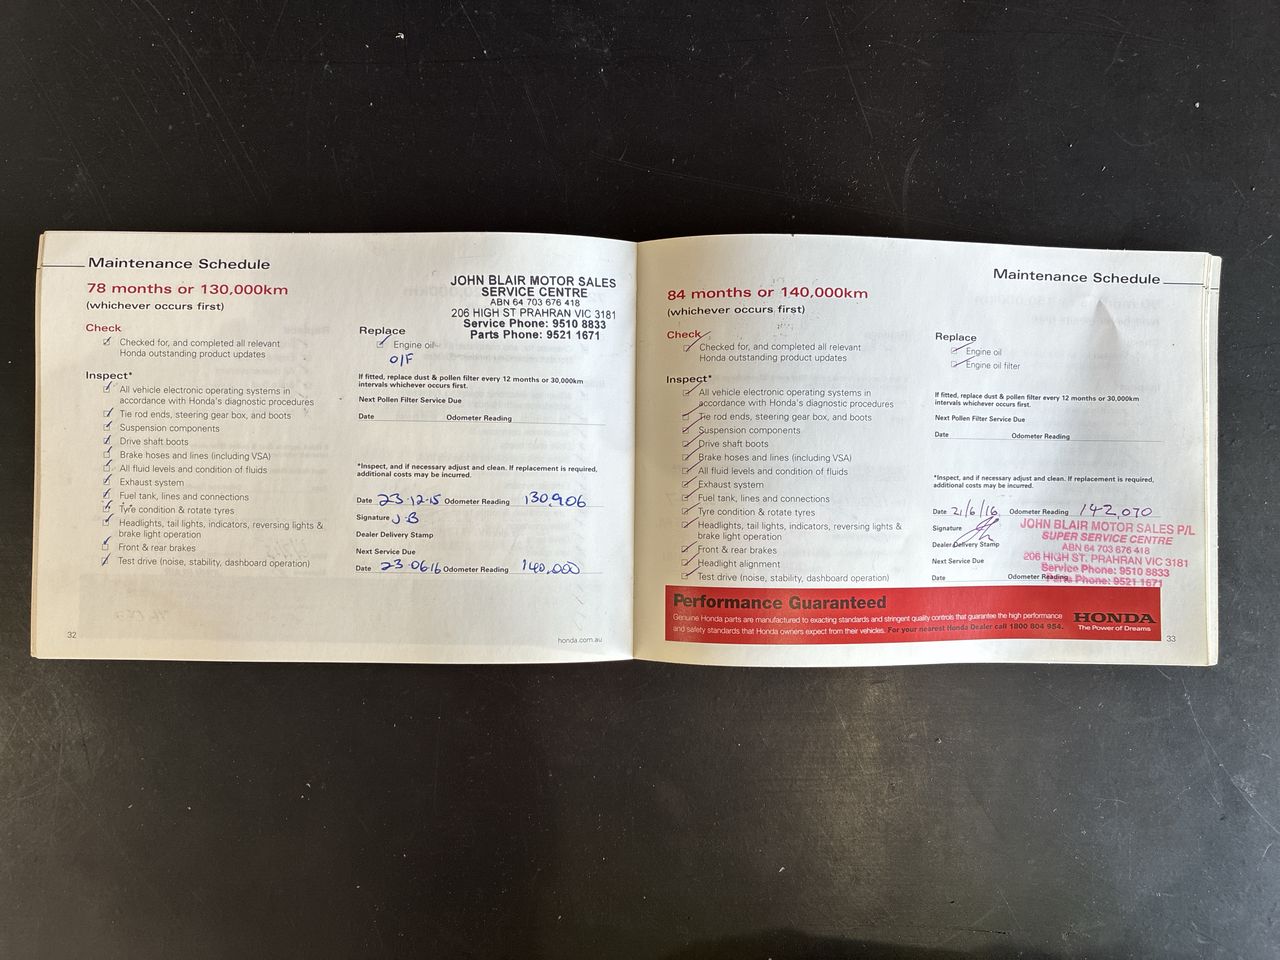 Maintenance Schedule
78 months or 130,000km
(whichever occurs first)
JOHN BLAIR MOTOR SALES
SERVICE CENTRE
ABN 64 703 676 418
206 HIGH ST PRAHRAN VIC 3181
Service Phone: 9510 8833
Parts Phone: 9521 1671
Check
Checked for, and completed all relevant
Honda outstanding product updates
Inspect*
All vehicle electronic operating systems in
accordance with Honda's diagnostic procedures
Tie rod ends, steering gear box, and boots
Suspension components
Drive shaft boots
Brake hoses and lines (including VSA)
All fluid levels and condition of fluids
Exhaust system
Fuel tank, lines and connections
Tyre condition & rotate tyres
Headlights, tail lights, indicators, reversing lights &
brake light operation
Front & rear brakes
Test drive (noise, stability, dashboard operation)
Replace
Engine oil
O/F
If fitted, replace dust & pollen filter every 12 months or 30,000km
intervals whichever occurs first.
Next Pollen Filter Service Due
Date Odometer Reading
*Inspect, and if necessary adjust and clean. If replacement is required,
additional costs may be incurred.
Date 23·12·15 Odometer Reading 130,906
Signature J·B
Dealer Delivery Stamp
Next Service Due
Date 23·06·16 Odometer Reading 140,000
32
honda.com.au
Maintenance Schedule
84 months or 140,000km
(whichever occurs first)
Check
Checked for, and completed all relevant
Honda outstanding product updates
Inspect*
All vehicle electronic operating systems in
accordance with Honda's diagnostic procedures
Tie rod ends, steering gear box, and boots
Suspension components
Drive shaft boots
Brake hoses and lines (including VSA)
All fluid levels and condition of fluids
Exhaust system
Fuel tank, lines and connections
Tyre condition & rotate tyres
Headlights, tail lights, indicators, reversing lights &
brake light operation
Front & rear brakes
Headlight alignment
Test drive (noise, stability, dashboard operation)
Replace
Engine oil
Engine oil filter
If fitted, replace dust & pollen filter every 12 months or 30,000km
intervals whichever occurs first.
Next Pollen Filter Service Due
Date Odometer Reading
*Inspect, and if necessary adjust and clean. If replacement is required,
additional costs may be incurred.
Date 21/6/16 Odometer Reading 142,070
Signature
Dealer Delivery Stamp
Next Service Due
Date Odometer Reading
JOHN BLAIR MOTOR SALES P/L
SUPER SERVICE CENTRE
ABN 64 703 676 418
206 HIGH ST. PRAHRAN VIC 3181
Service Phone: 9510 8833
Parts Phone: 9521 1671
Performance Guaranteed
Genuine Honda parts are manufactured to exacting standards and stringent quality controls that guarantee the high performance
and safety standards that Honda owners expect from their vehicles. For your nearest Honda Dealer call 1800 804 954.
HONDA
The Power of Dreams
33